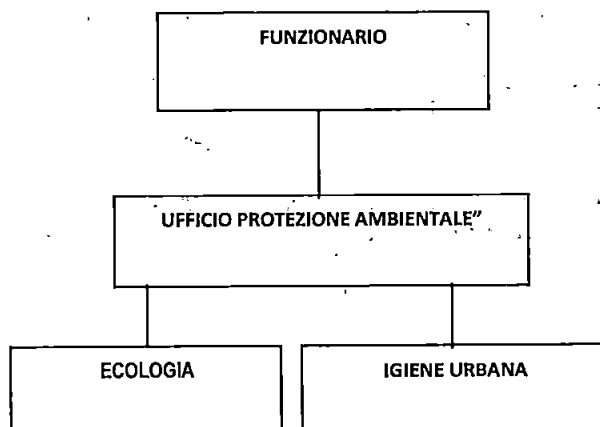 FUNZIONARIO
UFFICIO PROTEZIONE AMBIENTALE”
ECOLOGIA
IGIENE URBANA